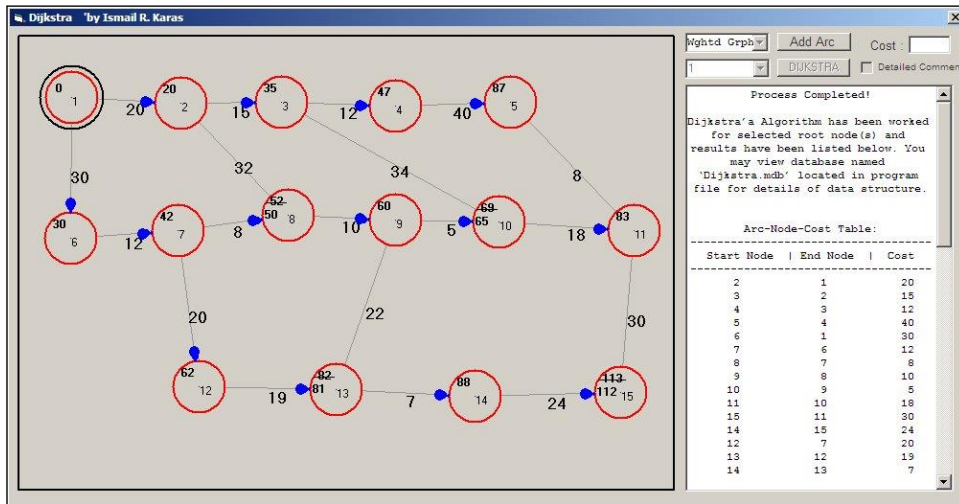 Dijkstra 'by Ismail R. Karas
Wghtd Grph
Add Arc
Cost :
1
DIJKSTRA
Detailed Commen
0
'1
20
20
'2
15
35
'3
12
47
'4
40
87
'5
30
32
34
8
30
'6
12
42
'7
8
52
50
'8
10
60
'9
5
69
65
'10
18
83
'11
20
22
30
62
'12
19
82
81
'13
7
88
'14
24
113
112
'15
Process Completed!
Dijkstra'a Algorithm has been worked
for selected root node(s) and
results have been listed below. You
may view database named
'Dijkstra.mdb' located in program
file for details of data structure.
Arc-Node-Cost Table:
Start Node | End Node | Cost
2 1 20
3 2 15
4 3 12
5 4 40
6 1 30
7 6 12
8 7 8
9 8 10
10 9 5
11 10 18
15 11 30
14 15 24
12 7 20
13 12 19
14 13 7